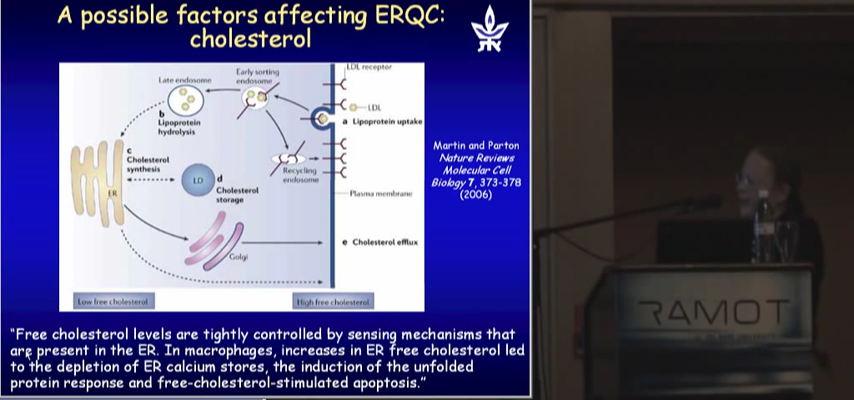 A possible factors affecting ERQC:
cholesterol
Late endosome
Early sorting
endosome
LDL receptor
LDL
a Lipoprotein uptake
b
Lipoprotein
hydrolysis
c
Cholesterol
synthesis
LD
d
Cholesterol
storage
Recycling
endosome
ER
Plasma membrane
Golgi
e Cholesterol efflux
Low free cholesterol
High free cholesterol
Martin and Parton
Nature Reviews
Molecular Cell
Biology 7, 373-378
(2006)
"Free cholesterol levels are tightly controlled by sensing mechanisms that
are present in the ER. In macrophages, increases in ER free cholesterol led
to the depletion of ER calcium stores, the induction of the unfolded
protein response and free-cholesterol-stimulated apoptosis."
RAMOT